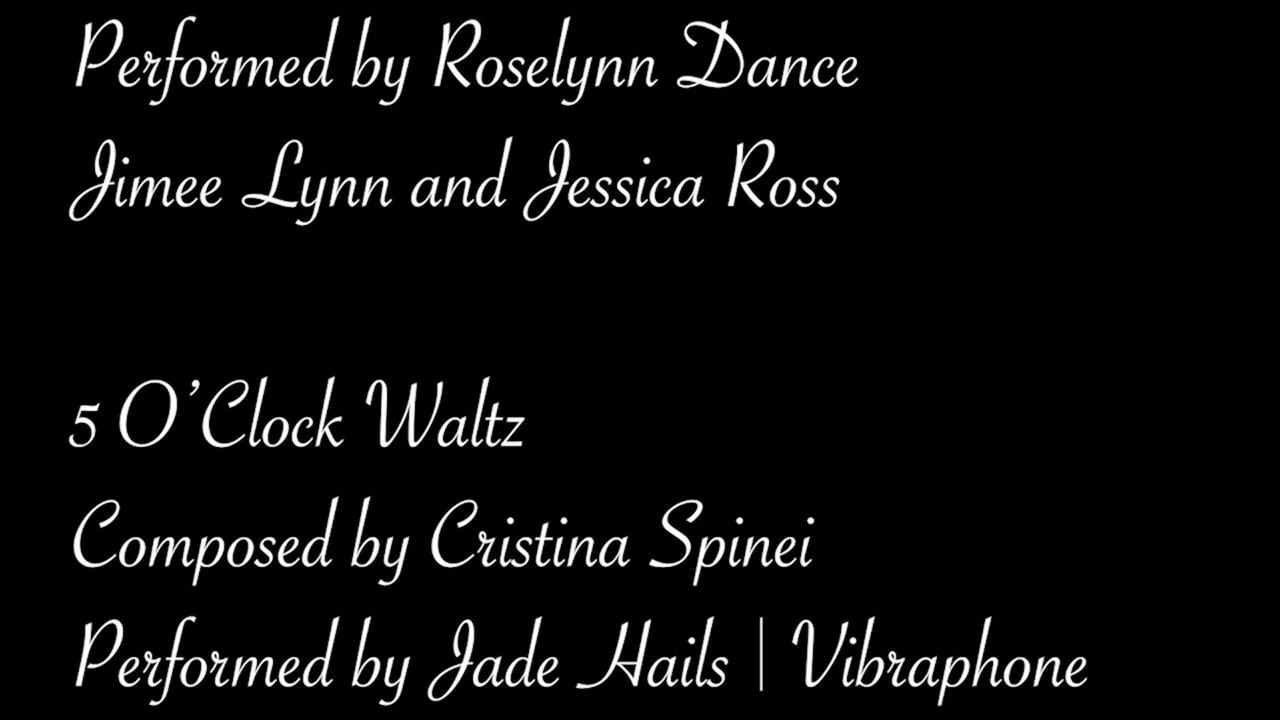 Performed by Roselynn Dance
Jimee Lynn and Jessica Ross
5 O’Clock Waltz
Composed by Cristina Spinei
Performed by Jade Hails | Vibraphone